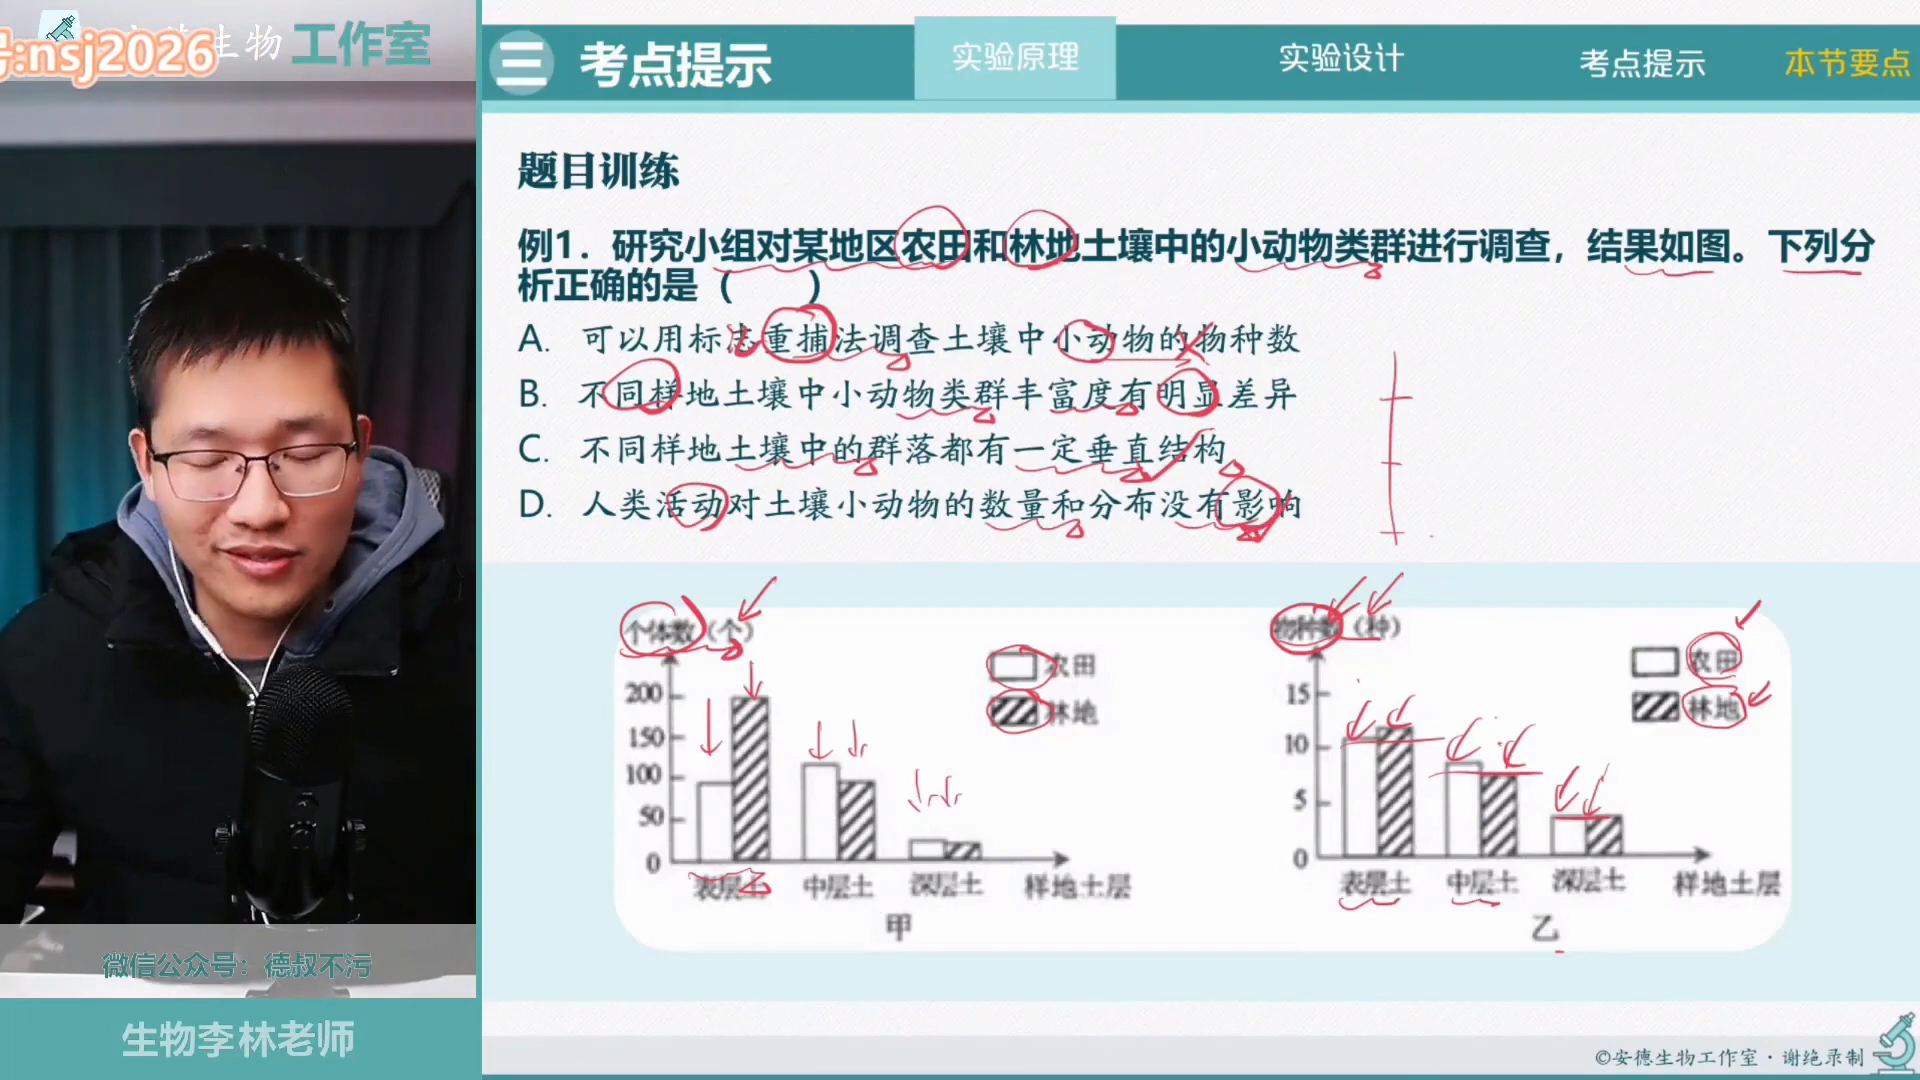 号:nsj2026
生物 工作室
考点提示
实验原理
实验设计
考点提示
本节要点
题目训练
例1. 研究小组对某地区农田和林地土壤中的小动物类群进行调查，结果如图。下列分
析正确的是（　　）
A. 可以用标志重捕法调查土壤中小动物的物种数
B. 不同样地土壤中小动物类群丰富度有明显差异
C. 不同样地土壤中的群落都有一定垂直结构
D. 人类活动对土壤小动物的数量和分布没有影响
个体数（个）
200
150
100
50
0
农田
林地
表层土 中层土 深层土 样地土层
甲
物种数（种）
15
10
5
0
农田
林地
表层土 中层土 深层土 样地土层
乙
微信公众号：德叔不污
生物李林老师
©安德生物工作室·谢绝录制